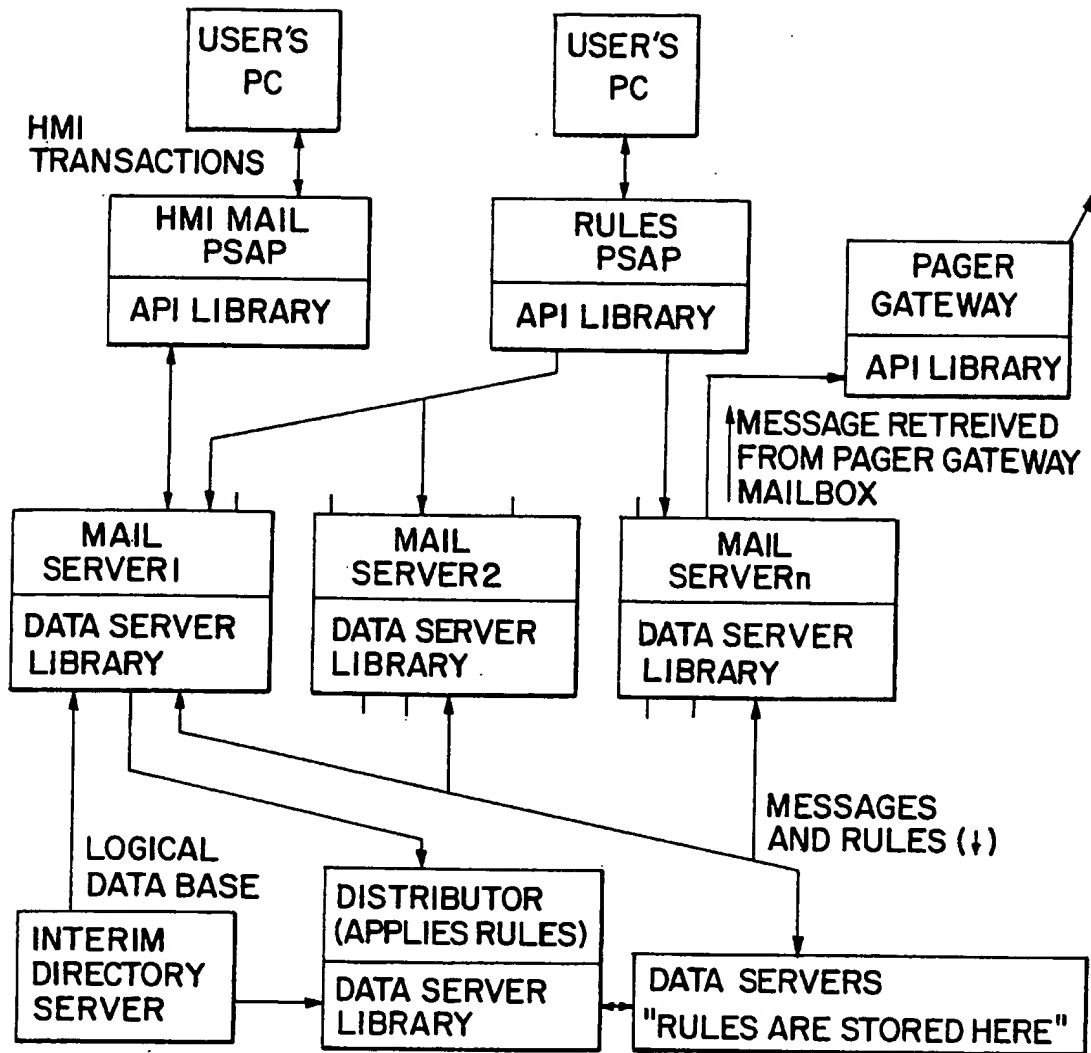 USER'S
PC
USER'S
PC
HMI
TRANSACTIONS
HMI MAIL
PSAP
API LIBRARY
RULES
PSAP
API LIBRARY
PAGER
GATEWAY
API LIBRARY
MESSAGE RETREIVED
FROM PAGER GATEWAY
MAILBOX
MAIL
SERVER1
DATA SERVER
LIBRARY
MAIL
SERVER2
DATA SERVER
LIBRARY
MAIL
SERVERn
DATA SERVER
LIBRARY
MESSAGES
AND RULES (↓)
LOGICAL
DATA BASE
INTERIM
DIRECTORY
SERVER
DISTRIBUTOR
(APPLIES RULES)
DATA SERVER
LIBRARY
DATA SERVERS
"RULES ARE STORED HERE"